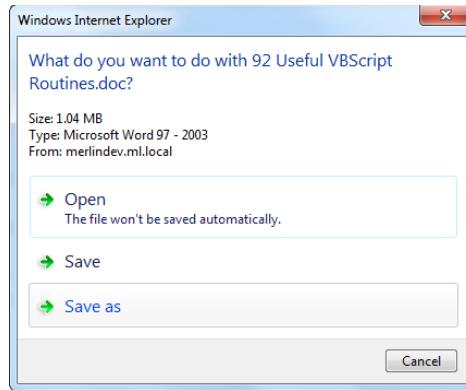 Windows Internet Explorer
What do you want to do with 92 Useful VBScript
Routines.doc?
Size: 1.04 MB
Type: Microsoft Word 97 - 2003
From: merlindev.ml.local
Open
The file won't be saved automatically.
Save
Save as
Cancel